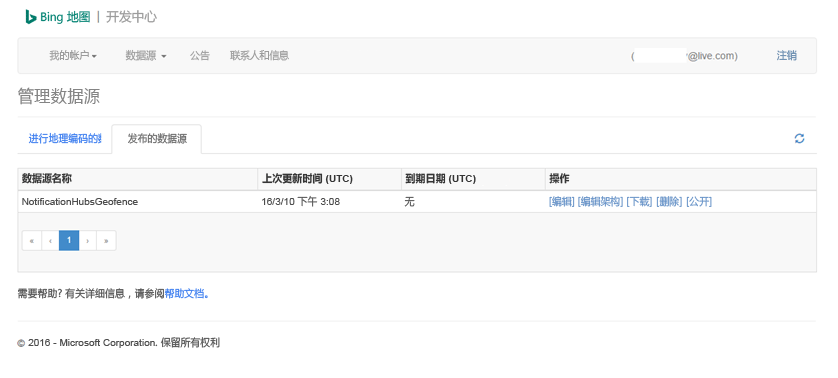 Bing 地图 | 开发中心
我的帐户 数据源 公告 联系人和信息 ( @live.com) 注销
管理数据源
进行地理编码的 发布的数据源
数据源名称 上次更新时间 (UTC) 到期日期 (UTC) 操作
NotificationHubsGeofence 16/3/10 下午 3:08 无 [编辑] [编辑架构] [下载] [删除] [公开]
« ‹ 1 › »
需要帮助? 有关详细信息，请参阅帮助文档。
© 2016 - Microsoft Corporation. 保留所有权利